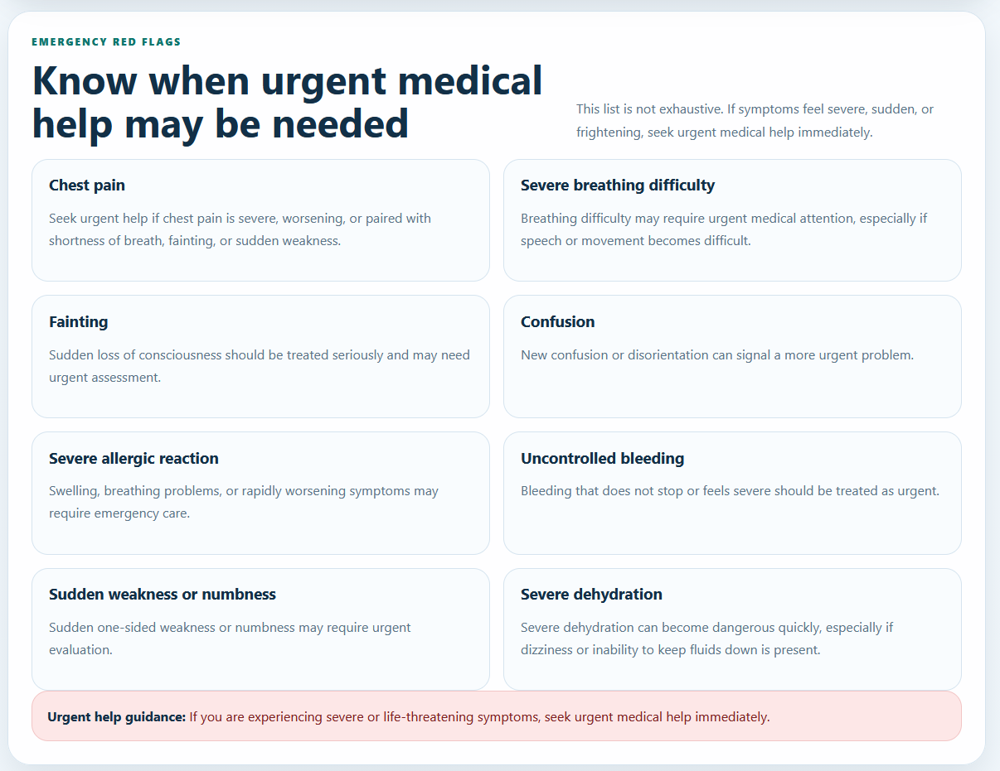 EMERGENCY RED FLAGS
Know when urgent medical
help may be needed
This list is not exhaustive. If symptoms feel severe, sudden, or
frightening, seek urgent medical help immediately.
Chest pain
Seek urgent help if chest pain is severe, worsening, or paired with
shortness of breath, fainting, or sudden weakness.
Severe breathing difficulty
Breathing difficulty may require urgent medical attention, especially if
speech or movement becomes difficult.
Fainting
Sudden loss of consciousness should be treated seriously and may need
urgent assessment.
Confusion
New confusion or disorientation can signal a more urgent problem.
Severe allergic reaction
Swelling, breathing problems, or rapidly worsening symptoms may
require emergency care.
Uncontrolled bleeding
Bleeding that does not stop or feels severe should be treated as urgent.
Sudden weakness or numbness
Sudden one-sided weakness or numbness may require urgent
evaluation.
Severe dehydration
Severe dehydration can become dangerous quickly, especially if
dizziness or inability to keep fluids down is present.
Urgent help guidance: If you are experiencing severe or life-threatening symptoms, seek urgent medical help immediately.